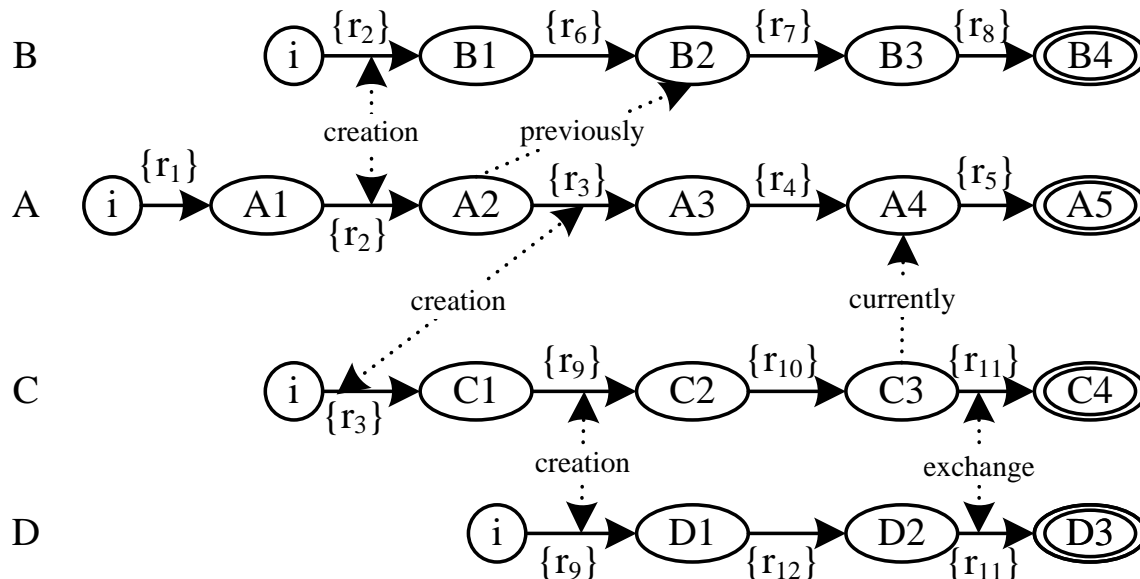 B i {r₂} B1 {r₆} B2 {r₇} B3 {r₈} B4
creation previously
A i {r₁} A1 {r₂} A2 {r₃} A3 {r₄} A4 {r₅} A5
creation currently
C i {r₃} C1 {r₉} C2 {r₁₀} C3 {r₁₁} C4
creation exchange
D i {r₉} D1 {r₁₂} D2 {r₁₁} D3